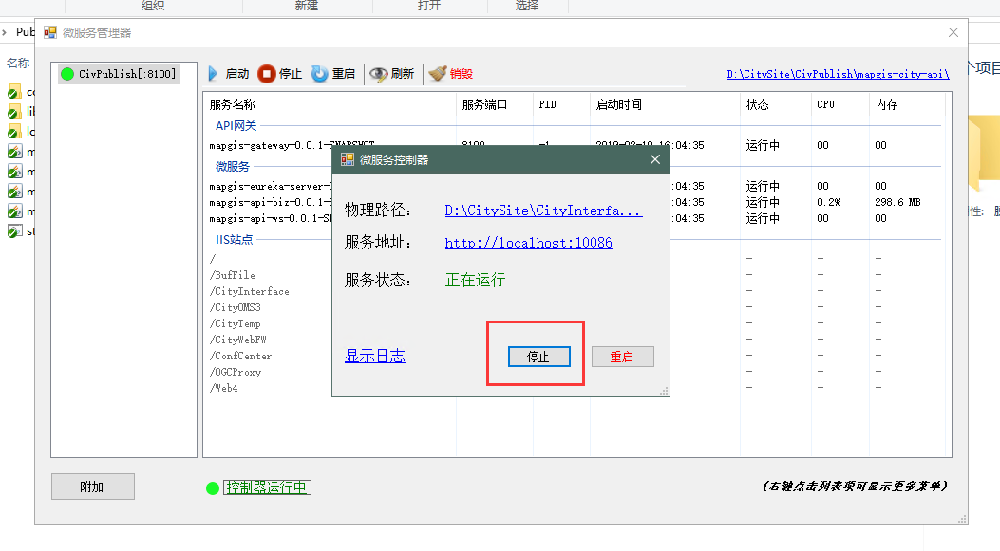 组织 新建 打开 选择
Pub
微服务管理器
名称
CivPublish[:8100]
启动 停止 重启 刷新 销毁
D:\CitySite\CivPublish\mapgis-city-api\
个项目
服务名称 服务端口 PID 启动时间 状态 CPU 内存
API网关
mapgis-gateway-0.0.1-SNAPSHOT 8100 -1 2019-02-19 16:04:35 运行中 00 00
微服务
mapgis-eureka-server- :04:35 运行中 00 00
mapgis-api-biz-0.0.1-S :04:35 运行中 0.2% 298.6 MB
mapgis-api-ws-0.0.1-S :04:35 运行中 00 00
IIS站点
/ - - -
/BufFile - - -
/CityInterface - - -
/CityOMS3 - - -
/CityTemp - - -
/CityWebFW - - -
/ConfCenter - - -
/OGCProxy - - -
/Web4 - - -
微服务控制器
物理路径: D:\CitySite\CityInterfa...
服务地址: http://localhost:10086
服务状态: 正在运行
显示日志 停止 重启
附加
控制器运行中
(右键点击列表项可显示更多菜单)